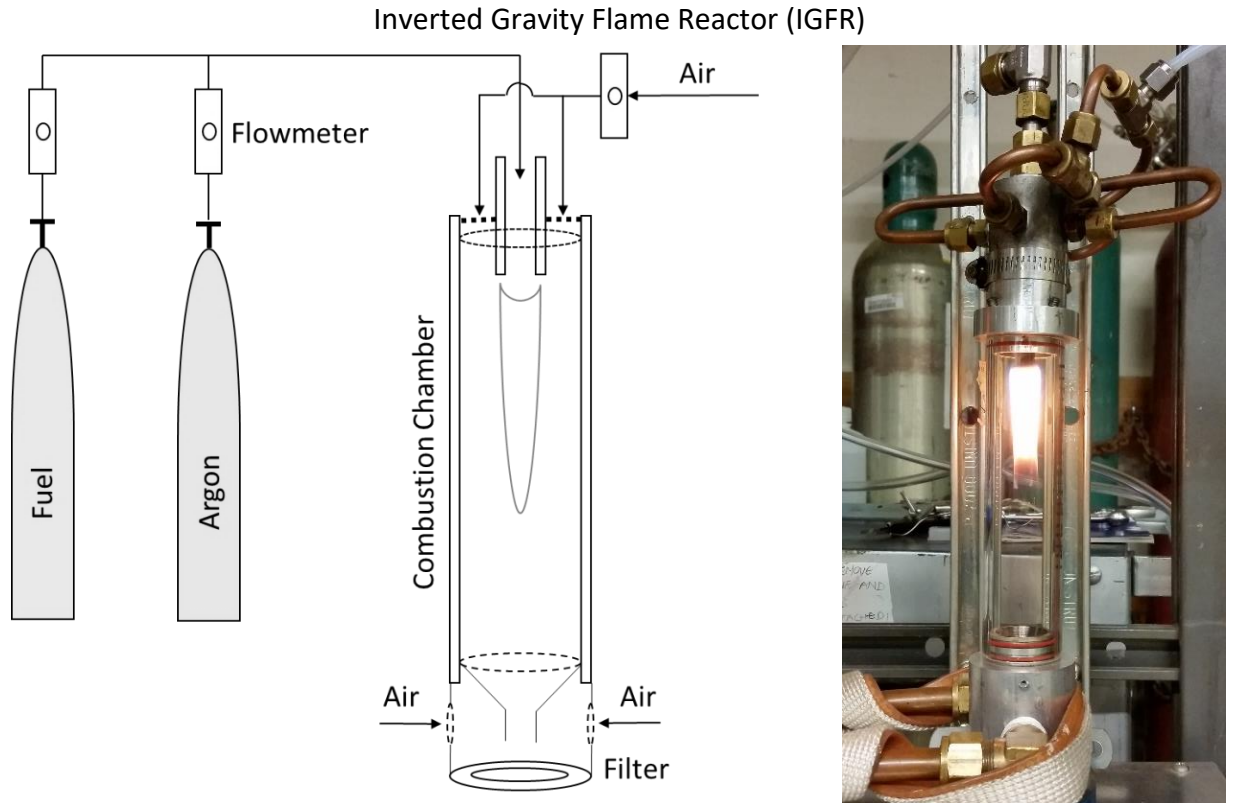 Inverted Gravity Flame Reactor (IGFR)
Air
Flowmeter
Combustion Chamber
Fuel
Argon
Air
Air
Filter